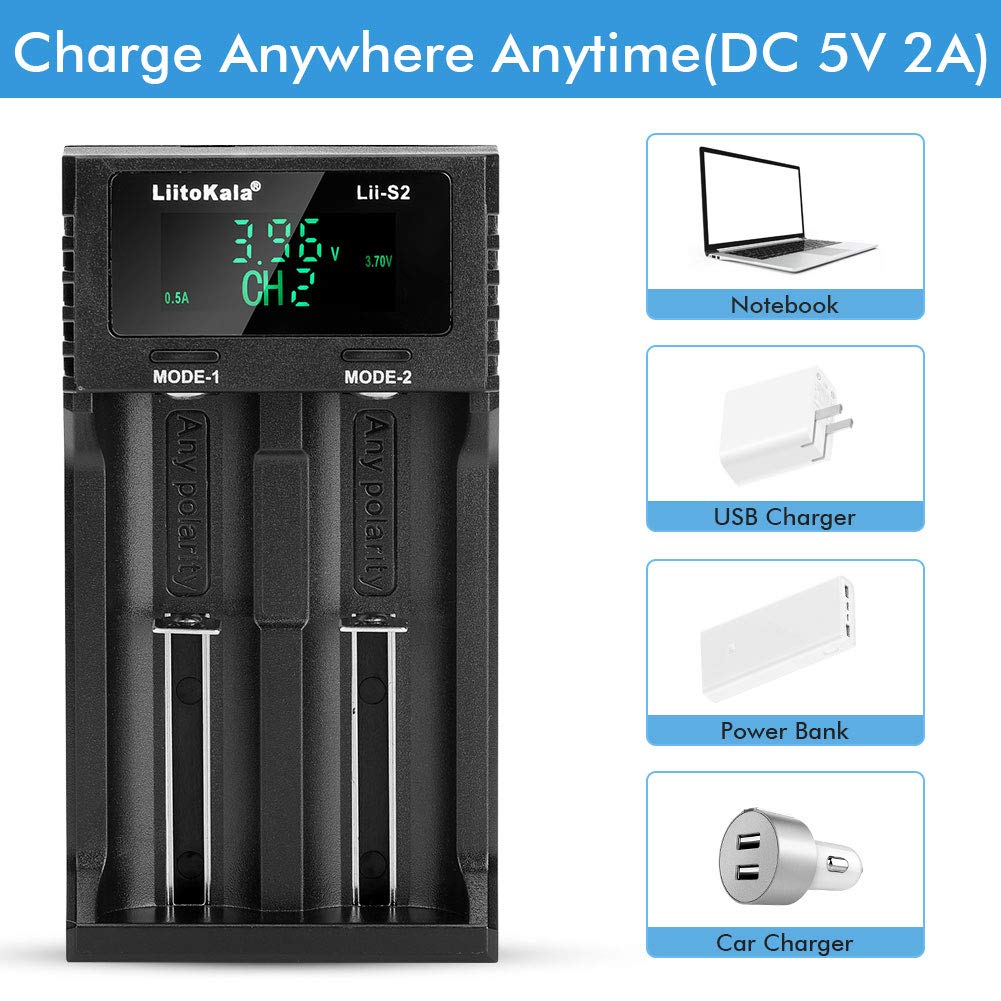 Charge Anywhere Anytime(DC 5V 2A)
LiitoKala®
Lii-S2
3.96 V
3.70V
0.5A
CH2
MODE-1
MODE-2
Any polarity
Any polarity
Notebook
USB Charger
Power Bank
Car Charger